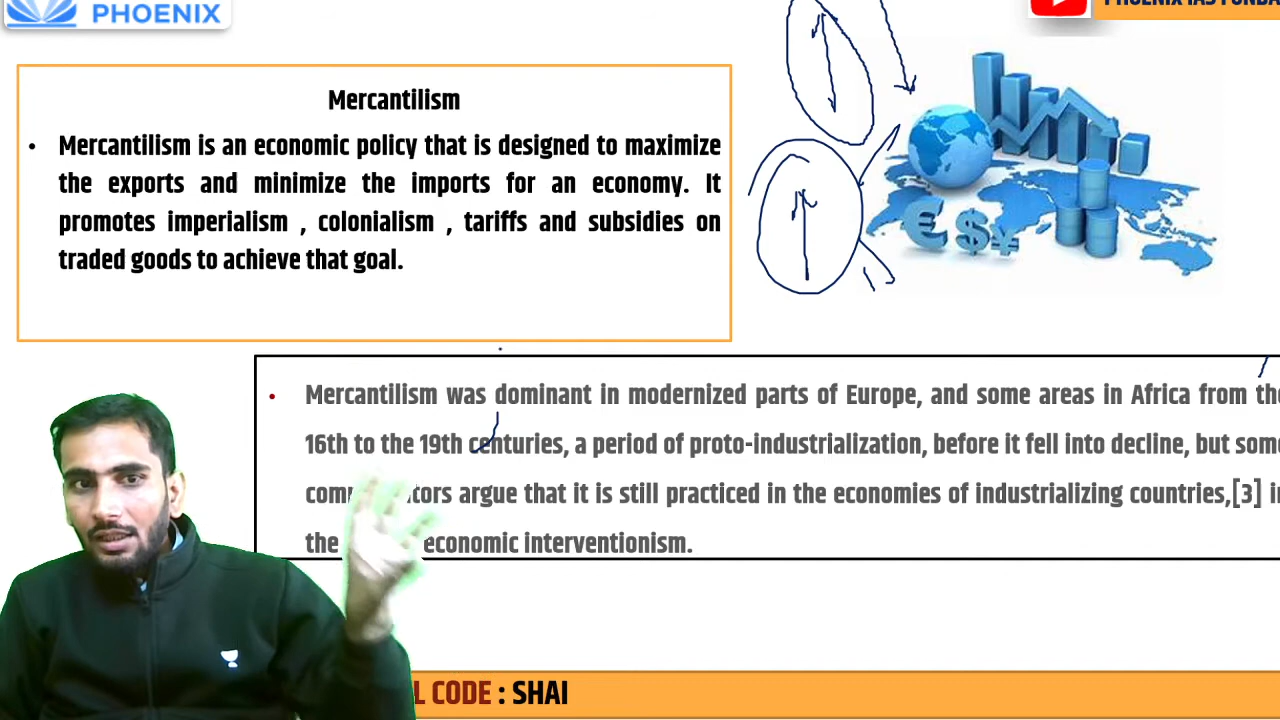 PHOENIX
Mercantilism
• Mercantilism is an economic policy that is designed to maximize
the exports and minimize the imports for an economy. It
promotes imperialism , colonialism , tariffs and subsidies on
traded goods to achieve that goal.
• Mercantilism was dominant in modernized parts of Europe, and some areas in Africa from the
16th to the 19th centuries, a period of proto-industrialization, before it fell into decline, but some
argue that it is still practiced in the economies of industrializing countries,[3] in
the economic interventionism.
CODE : SHAI